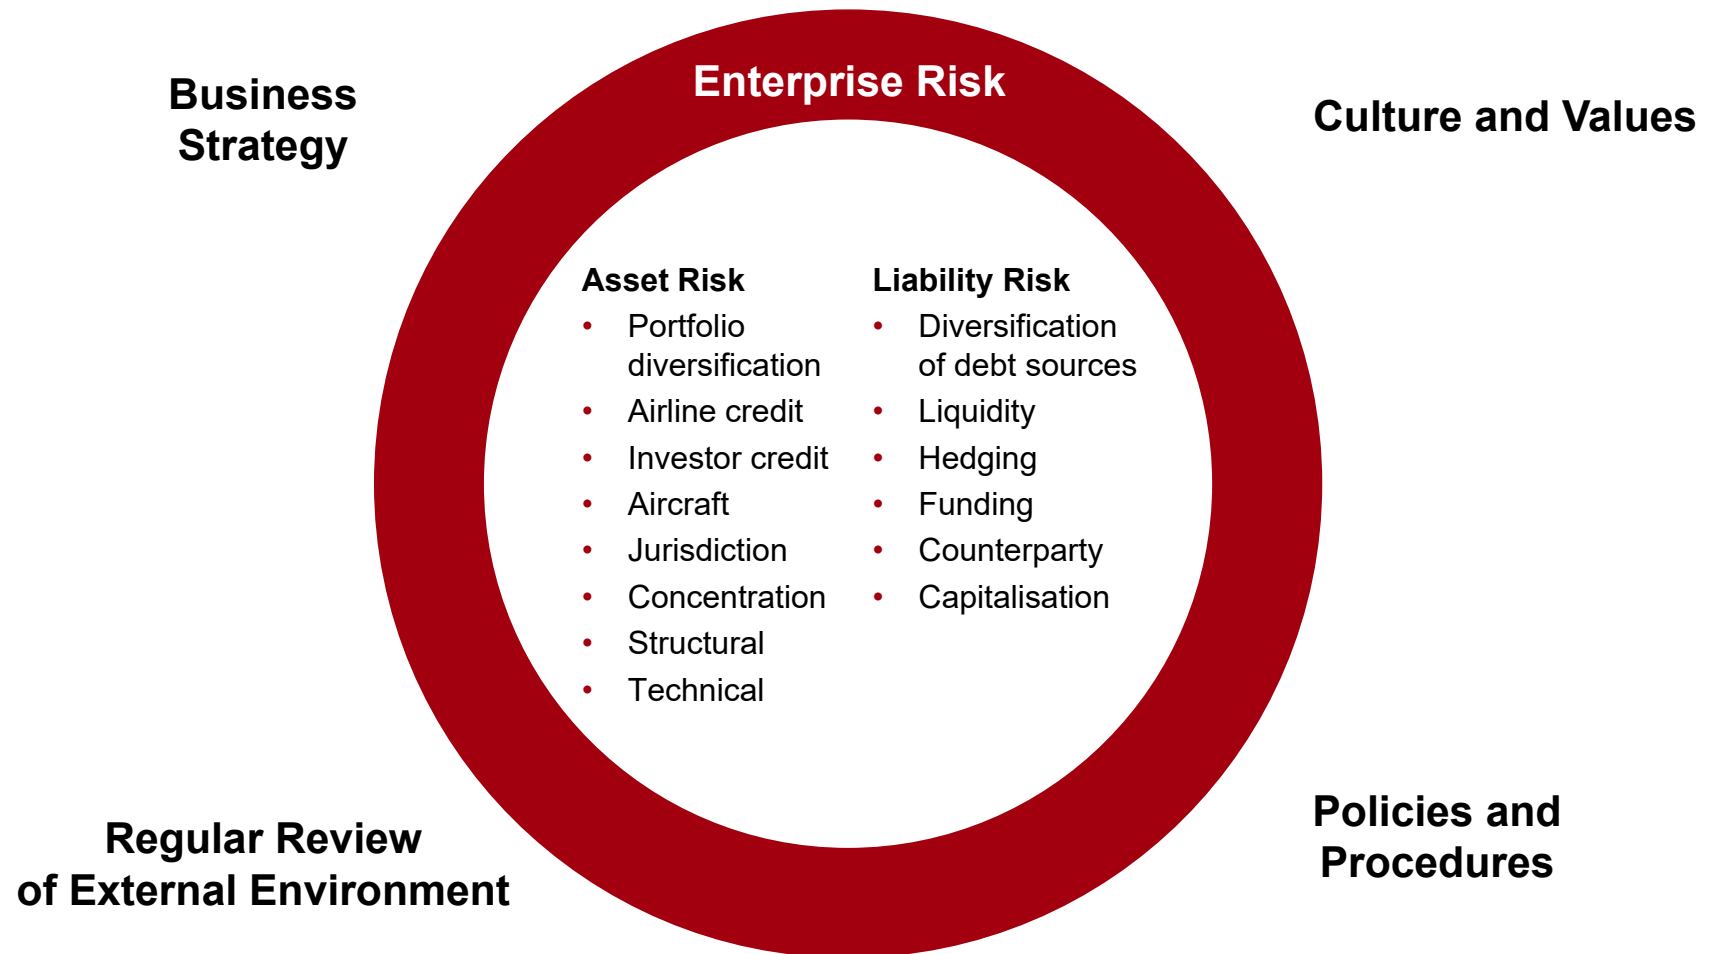 Enterprise Risk
Business
Strategy
Culture and Values
Asset Risk
• Portfolio
diversification
• Airline credit
• Investor credit
• Aircraft
• Jurisdiction
• Concentration
• Structural
• Technical
Liability Risk
• Diversification
of debt sources
• Liquidity
• Hedging
• Funding
• Counterparty
• Capitalisation
Regular Review
of External Environment
Policies and
Procedures